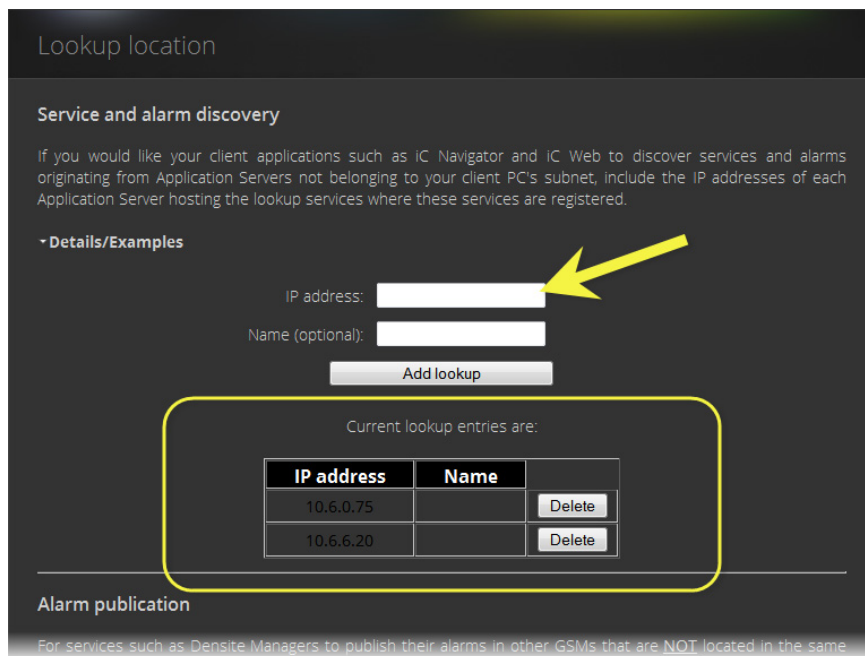 Lookup location
Service and alarm discovery
If you would like your client applications such as iC Navigator and iC Web to discover services and alarms
originating from Application Servers not belonging to your client PC's subnet, include the IP addresses of each
Application Server hosting the lookup services where these services are registered.
Details/Examples
IP address:
Name (optional):
Add lookup
Current lookup entries are:
IP address Name
10.6.0.75 Delete
10.6.6.20 Delete
Alarm publication
For services such as Densite Managers to publish their alarms in other GSMs that are NOT located in the same